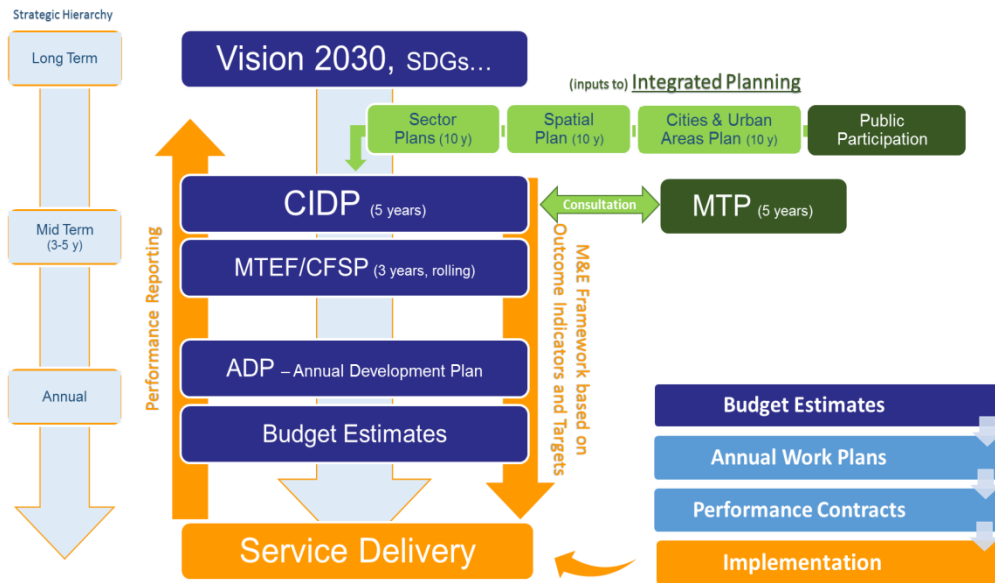 Strategic Hierarchy
Long Term
Mid Term
(3-5 y)
Annual
Vision 2030, SDGs...
(inputs to) Integrated Planning
Sector
Plans (10 y)
Spatial
Plan (10 y)
Cities & Urban
Areas Plan (10 y)
Public
Participation
CIDP (5 years)
Consultation
MTP (5 years)
MTEF/CFSP (3 years, rolling)
ADP – Annual Development Plan
Budget Estimates
Performance Reporting
M&E Framework based on
Outcome Indicators and Targets
Service Delivery
Budget Estimates
Annual Work Plans
Performance Contracts
Implementation